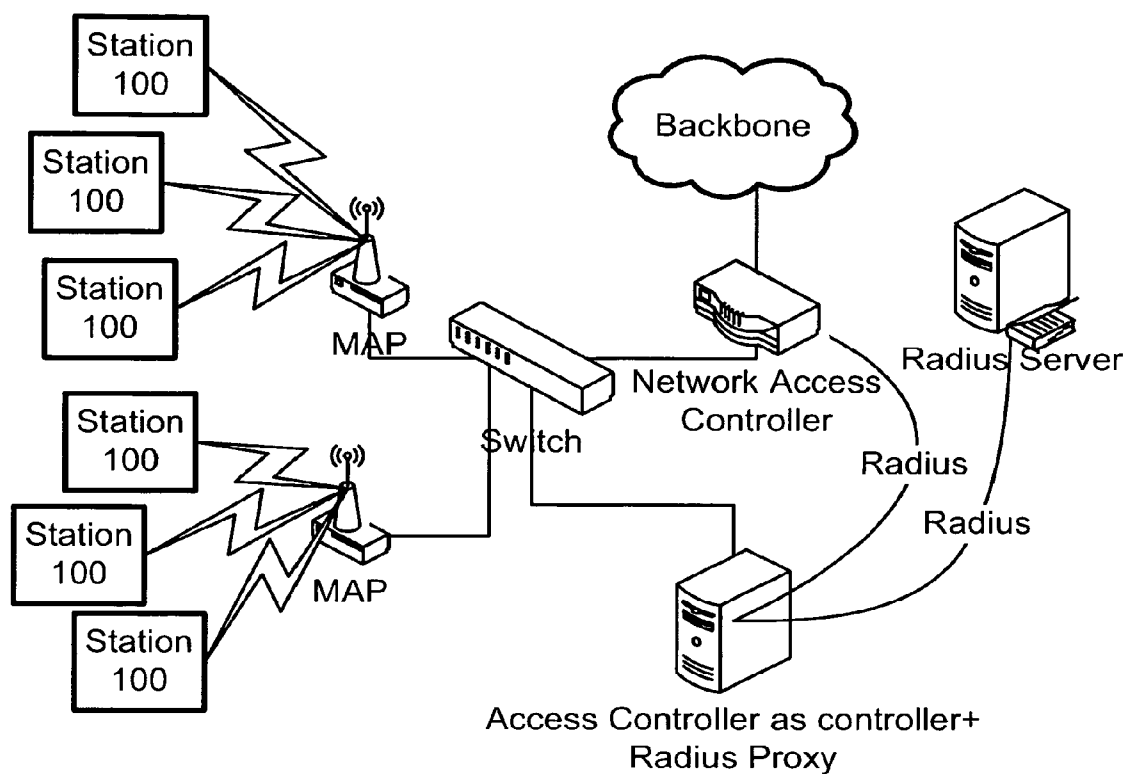 Station
100
Station
100
Station
100
MAP
Backbone
Switch
Network Access
Controller
Radius Server
Station
100
Station
100
Station
100
MAP
Radius
Radius
Access Controller as controller+
Radius Proxy